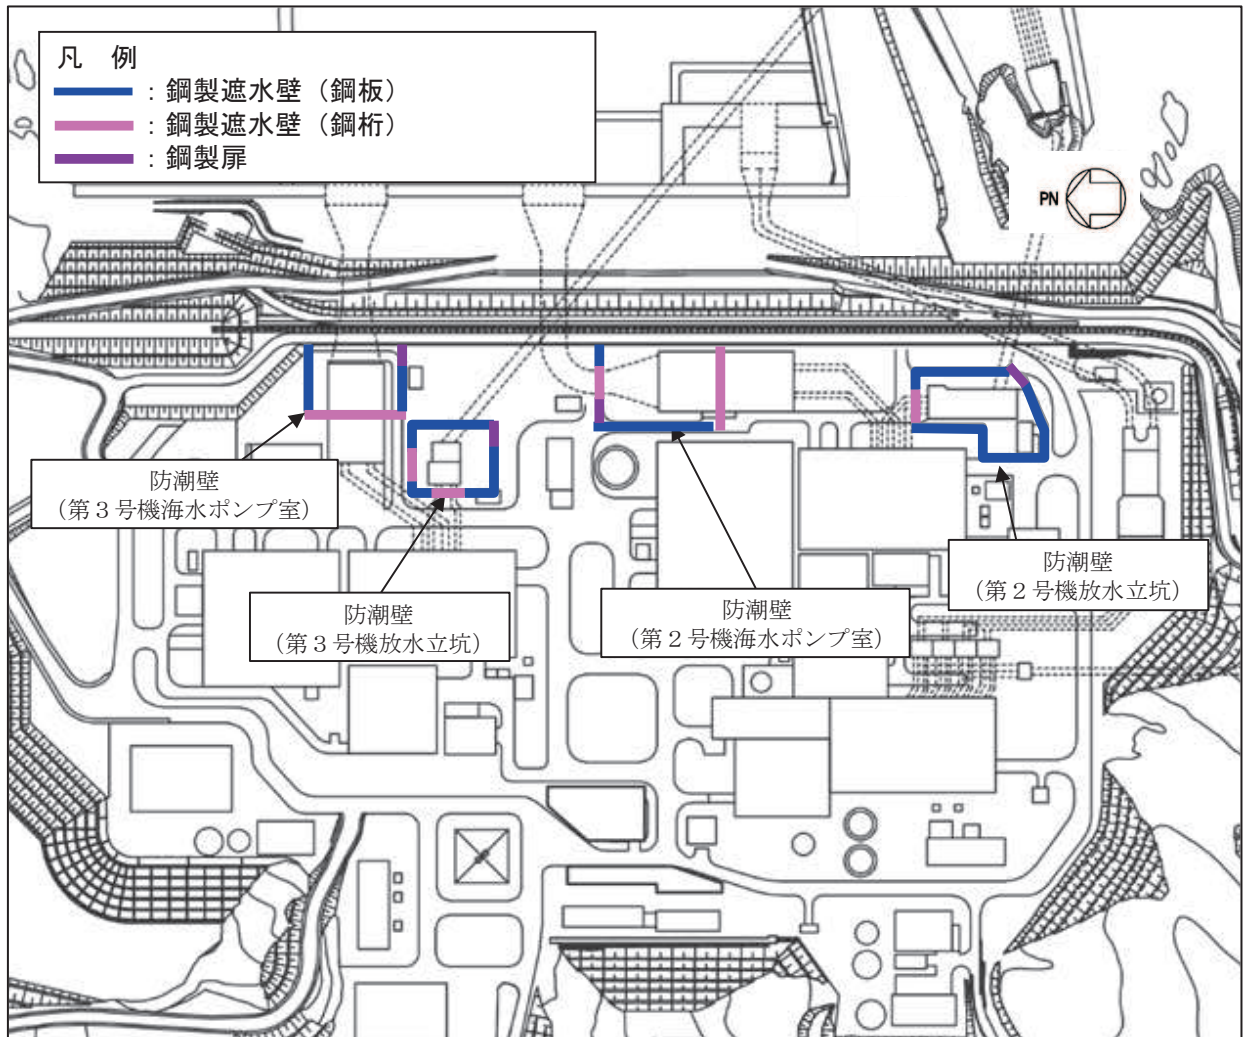 凡　例
：鋼製遮水壁（鋼板）
：鋼製遮水壁（鋼桁）
：鋼製扉
PN
防潮壁
（第３号機海水ポンプ室）
防潮壁
（第３号機放水立坑）
防潮壁
（第２号機海水ポンプ室）
防潮壁
（第２号機放水立坑）